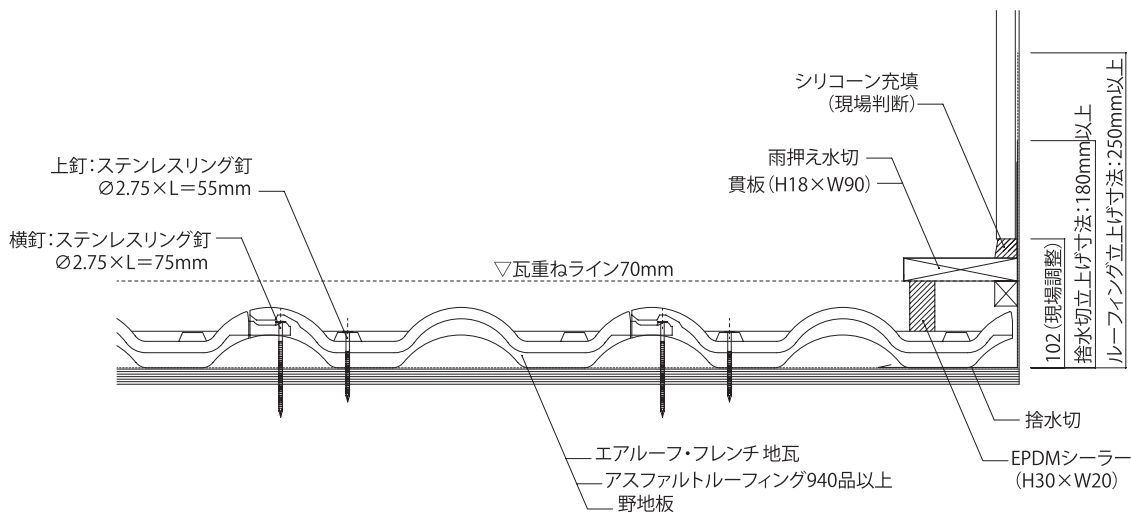 シリコーン充填
(現場判断)
雨押え水切
貫板(H18×W90)
上釘:ステンレスリング釘
Ø2.75×L=55mm
横釘:ステンレスリング釘
Ø2.75×L=75mm
▽瓦重ねライン70mm
102(現場調整)
捨水切立上げ寸法:180mm以上
ルーフィング立上げ寸法:250mm以上
捨水切
EPDMシーラー
(H30×W20)
エアルーフ・フレンチ 地瓦
アスファルトルーフィング940品以上
野地板